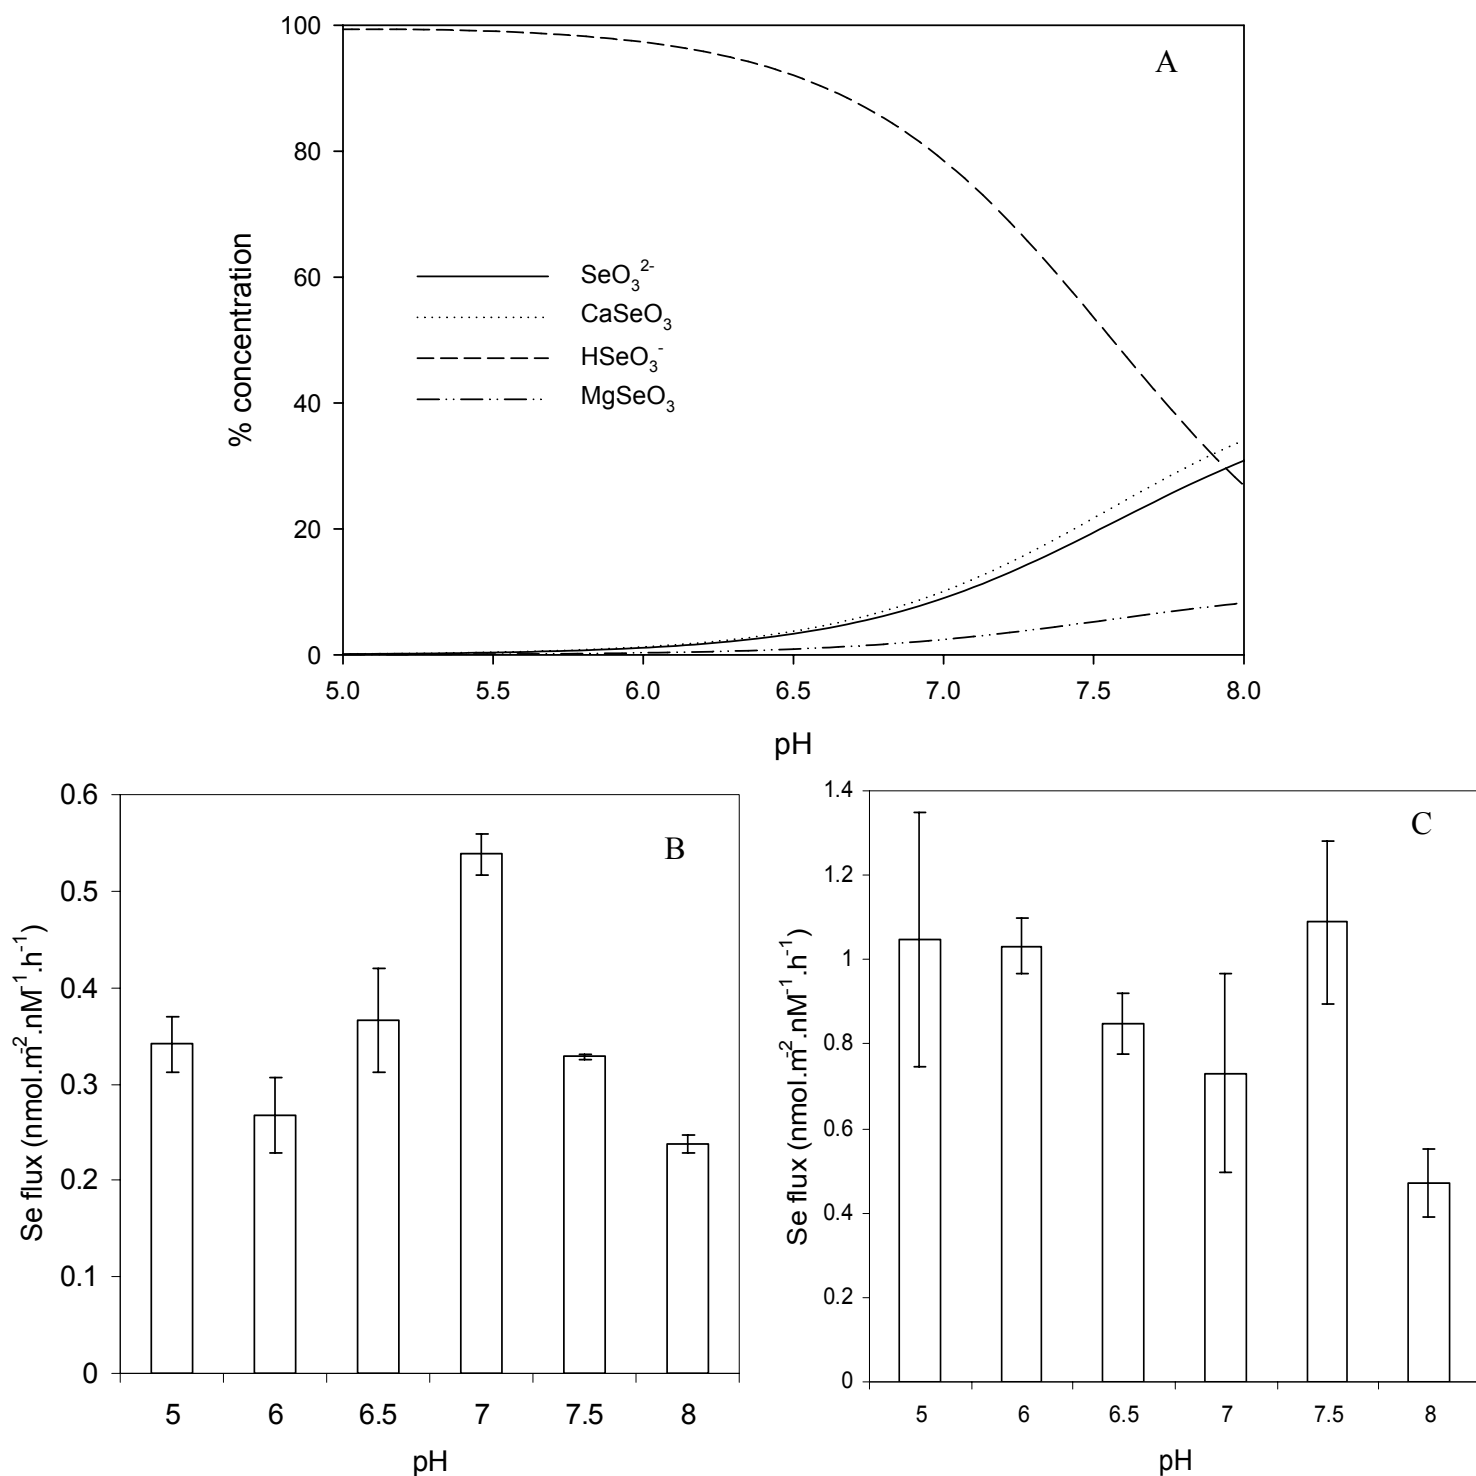 100
A
80
% concentration
60
SeO₃²⁻
CaSeO₃
HSeO₃⁻
MgSeO₃
40
20
0
5.0 5.5 6.0 6.5 7.0 7.5 8.0
pH
0.6
B
0.5
0.4
Se flux (nmol.m⁻².nM⁻¹.h⁻¹)
0.3
0.2
0.1
0
5 6 6.5 7 7.5 8
pH
1.4
C
1.2
1
Se flux (nmol.m⁻².nM⁻¹.h⁻¹)
0.8
0.6
0.4
0.2
0
5 6 6.5 7 7.5 8
pH